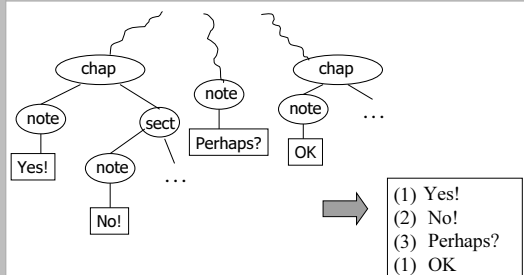 chap
chap
note
note
note
sect
...
Perhaps?
OK
Yes!
note
...
No!
(1) Yes!
(2) No!
(3) Perhaps?
(1) OK